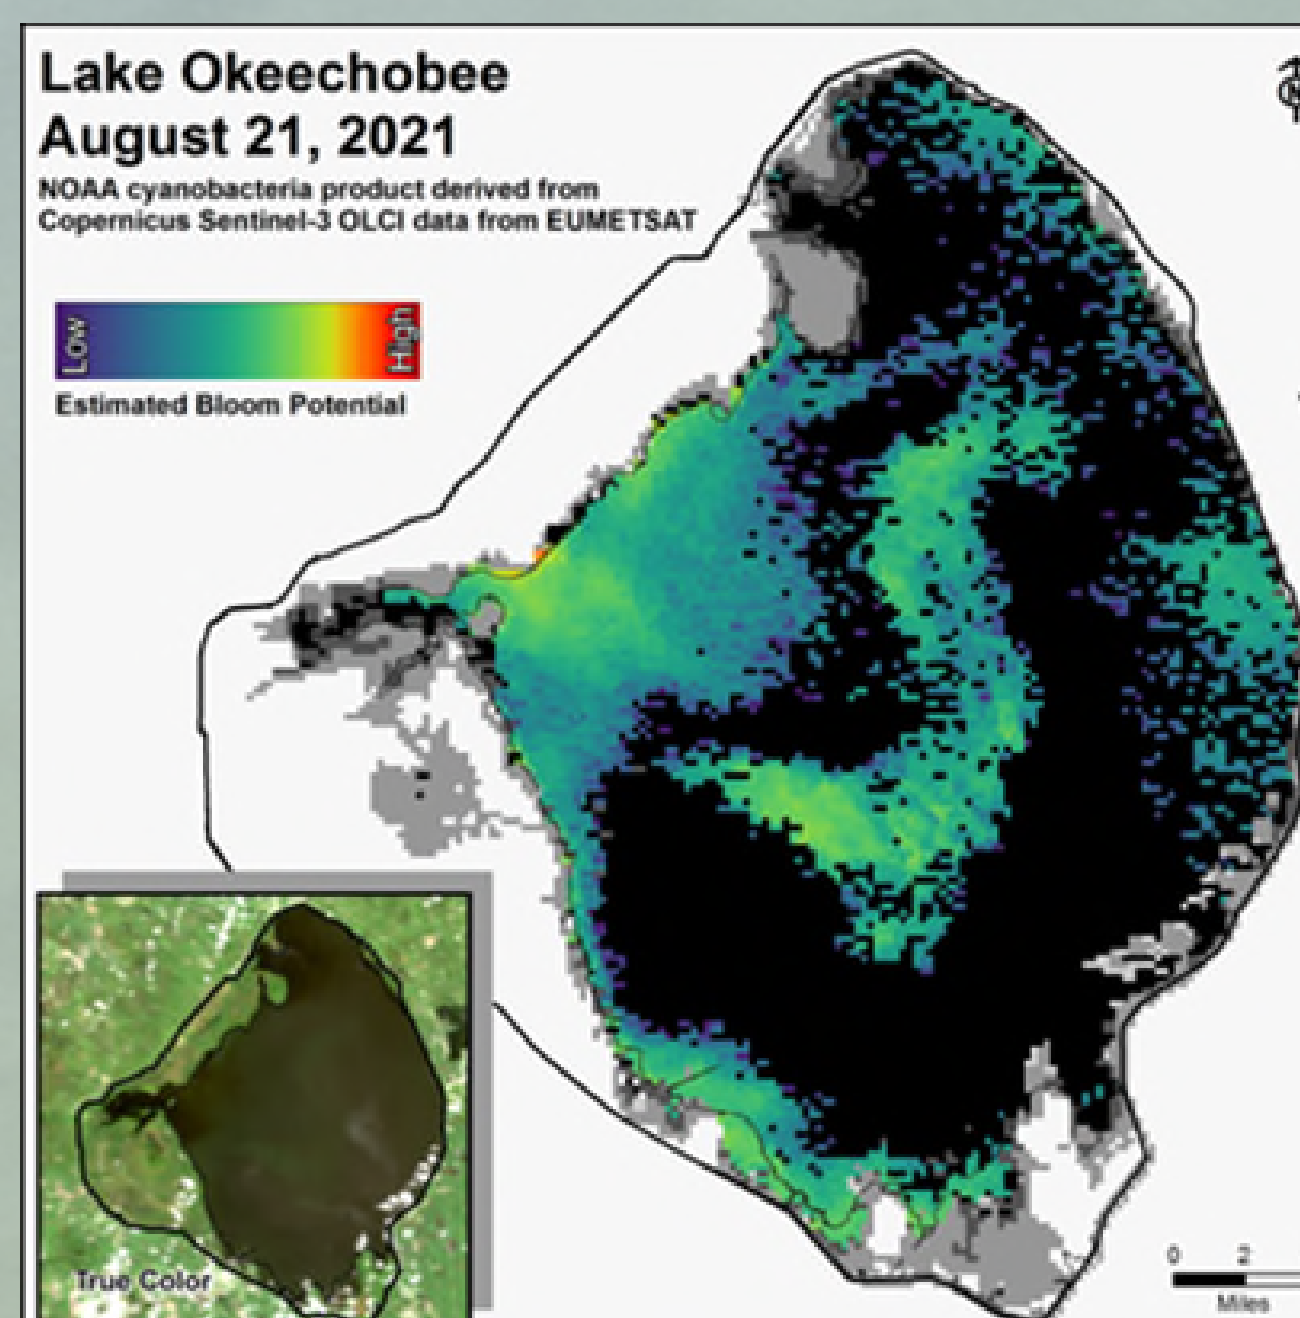 Lake Okeechobee
August 21, 2021
NOAA cyanobacteria product derived from
Copernicus Sentinel-3 OLCI data from EUMETSAT
Low
High
Estimated Bloom Potential
True Color
0 2
Miles
N